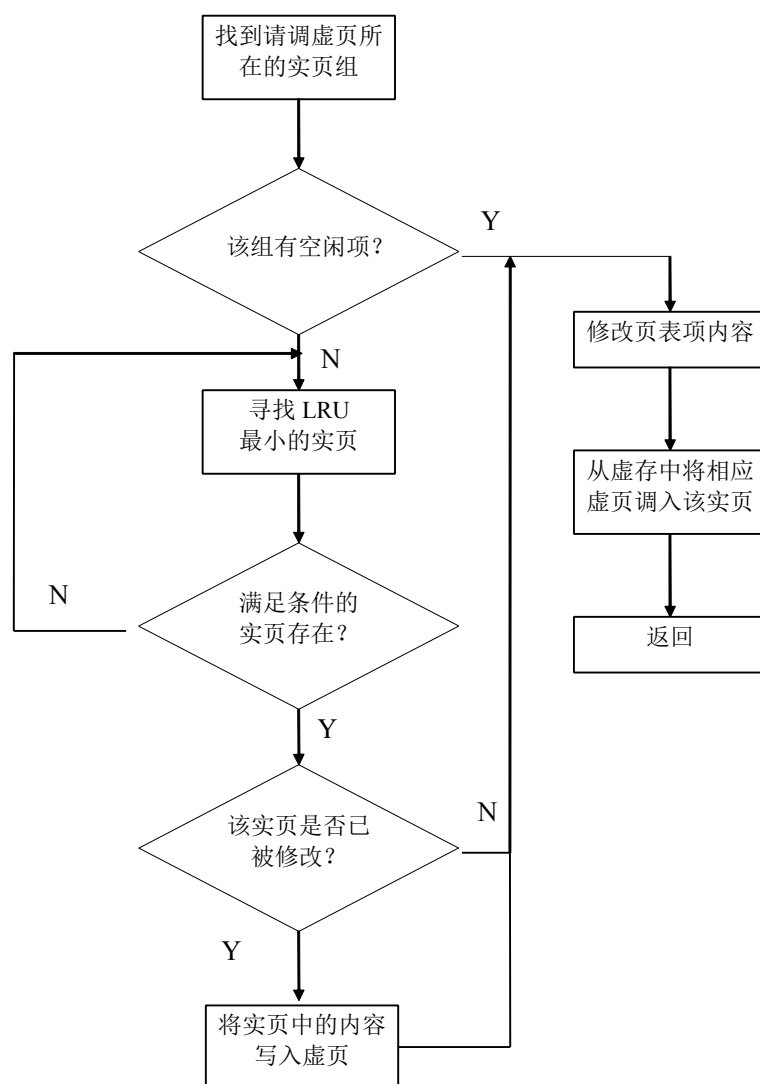 找到请调虚页所
在的实页组
该组有空闲项？
Y
修改页表项内容
N
寻找 LRU
最小的实页
从虚存中将相应
虚页调入该实页
N
满足条件的
实页存在？
返回
Y
该实页是否已
被修改？
N
Y
将实页中的内容
写入虚页